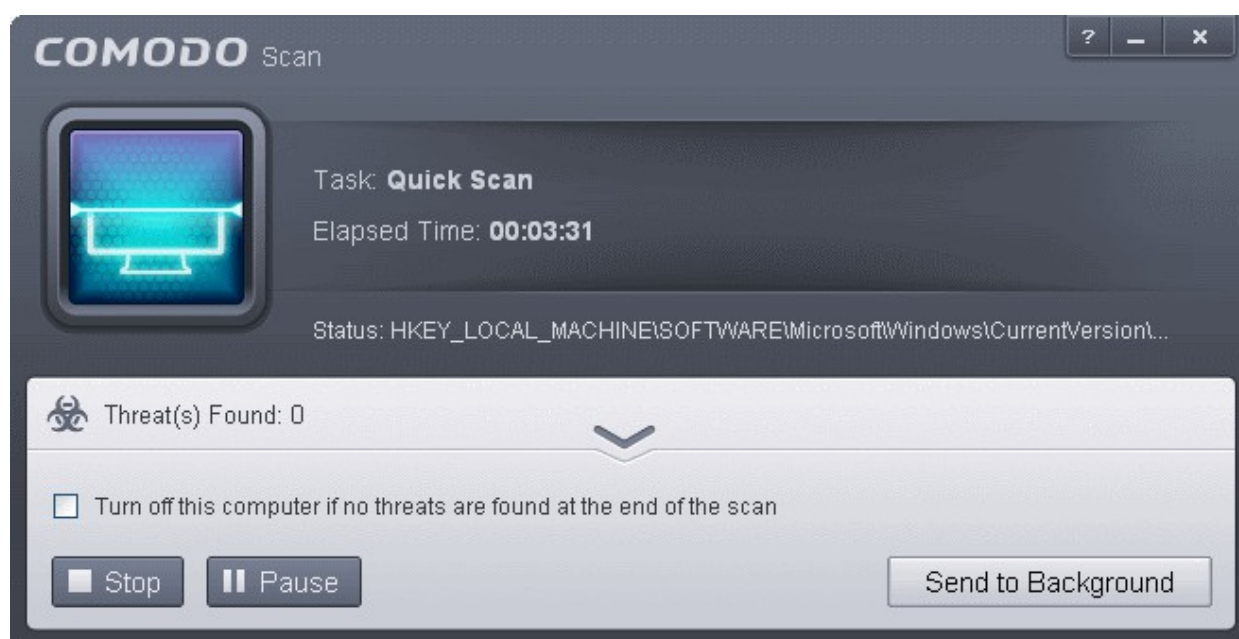 COMODO Scan
?
Task: Quick Scan
Elapsed Time: 00:03:31
Status: HKEY_LOCAL_MACHINE\SOFTWARE\Microsoft\Windows\CurrentVersion\...
Threat(s) Found: 0
Turn off this computer if no threats are found at the end of the scan
Stop
Pause
Send to Background